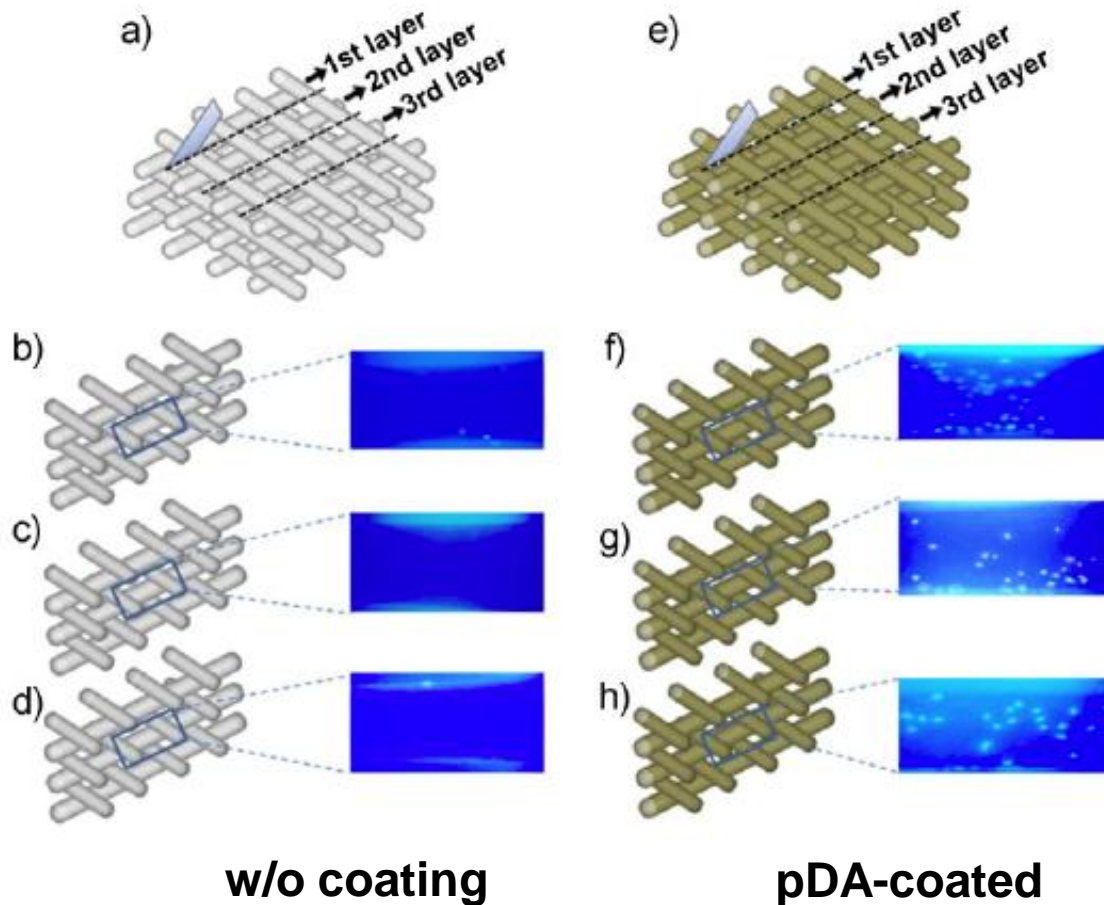 a)
1st layer
2nd layer
3rd layer
e)
1st layer
2nd layer
3rd layer
b)
f)
c)
g)
d)
h)
w/o coating
pDA-coated